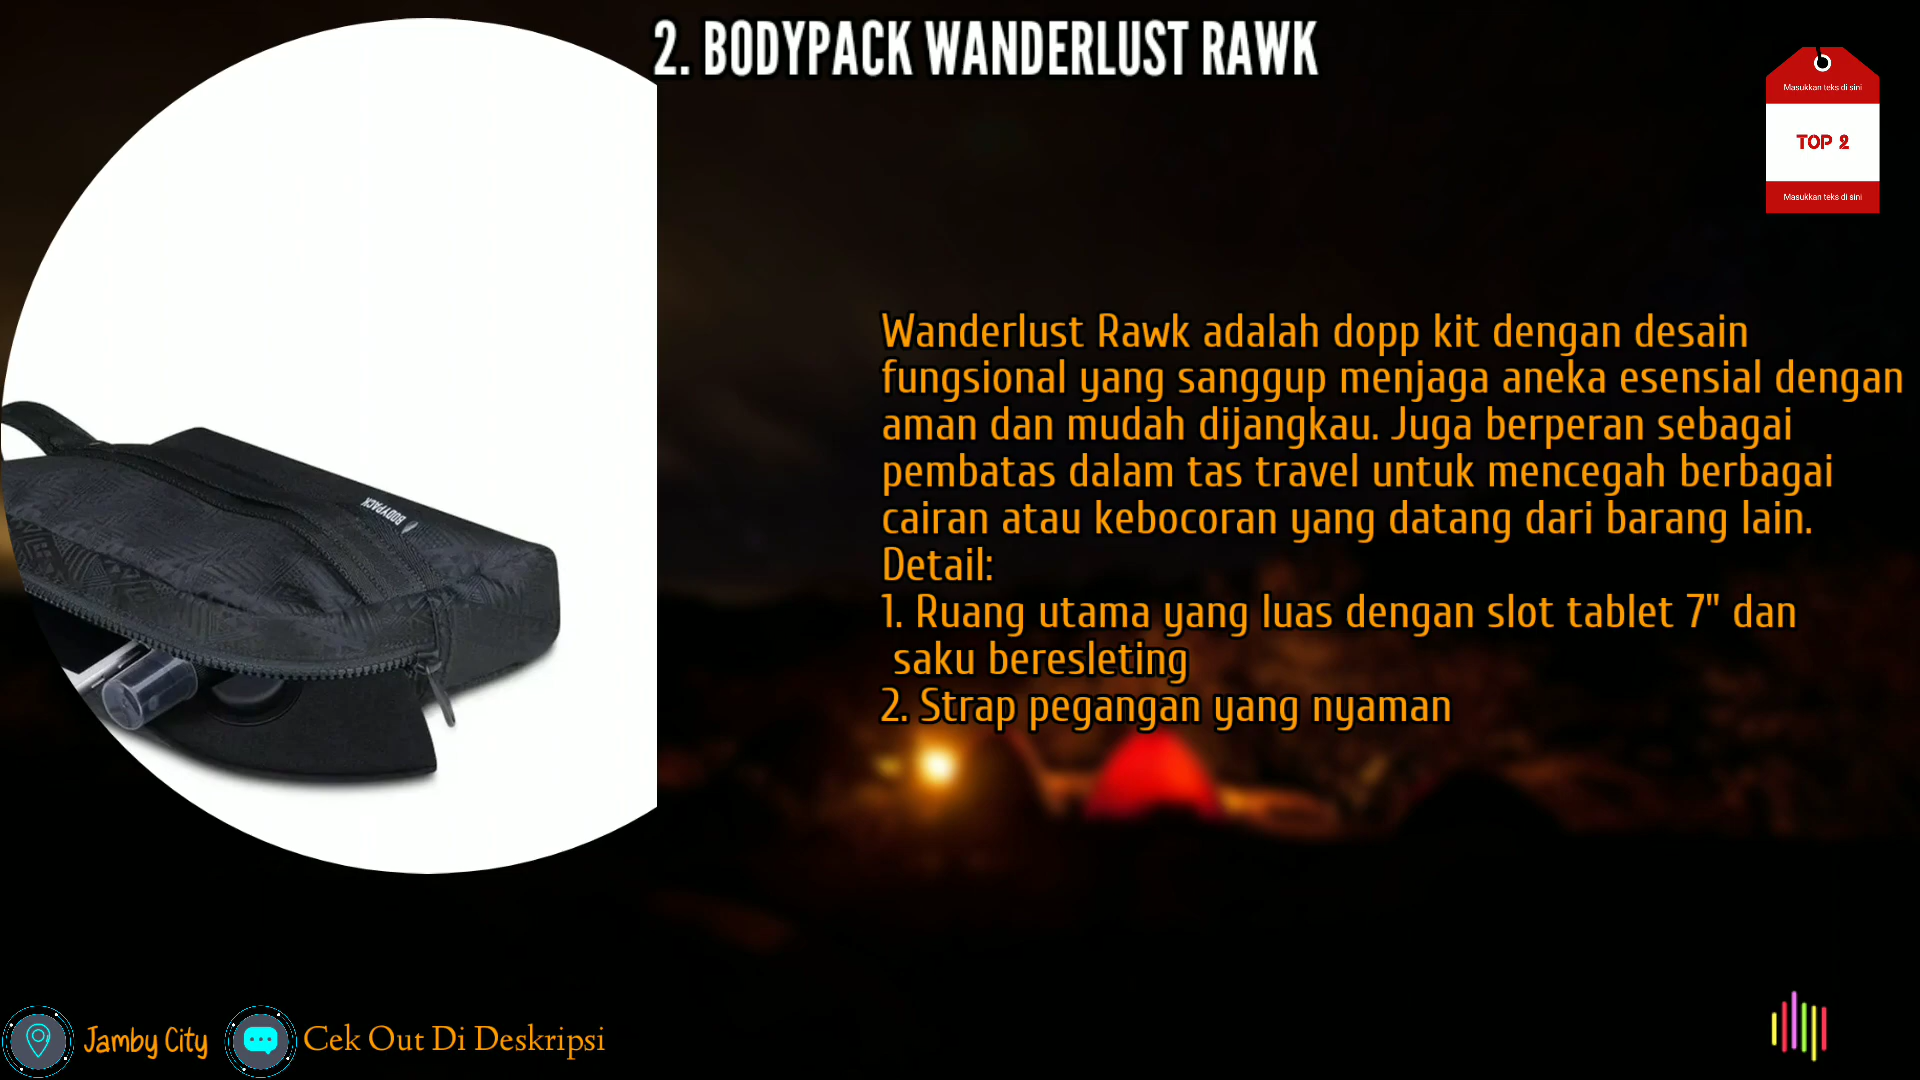 2. BODYPACK WANDERLUST RAWK
Masukkan teks di sini
TOP 2
Masukkan teks di sini
Wanderlust Rawk adalah dopp kit dengan desain
fungsional yang sanggup menjaga aneka esensial dengan
aman dan mudah dijangkau. Juga berperan sebagai
pembatas dalam tas travel untuk mencegah berbagai
cairan atau kebocoran yang datang dari barang lain.
Detail:
1. Ruang utama yang luas dengan slot tablet 7" dan
saku beresleting
2. Strap pegangan yang nyaman
BODYPACK
Jamby City
Cek Out Di Deskripsi